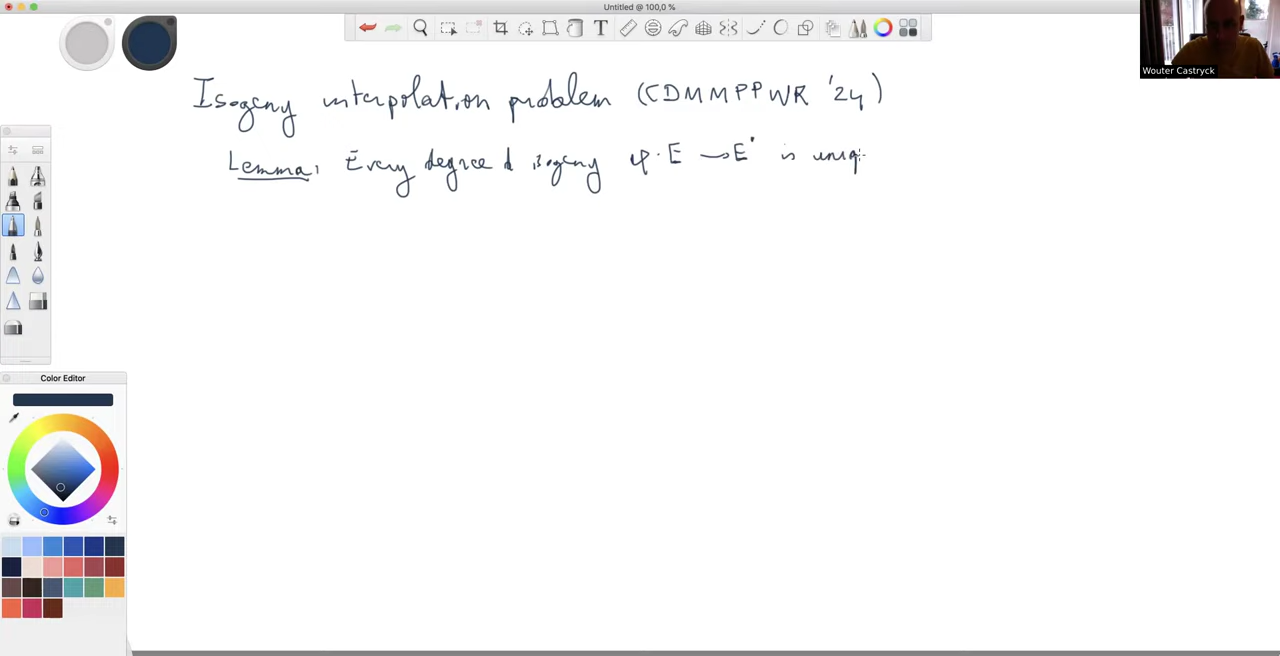 Untitled @ 100,0 %
Wouter Castryck
Isogeny interpolation problem (CDMMPPWR '24)
Lemma: Every degree d isogeny φ: E → E' is uniq
Color Editor